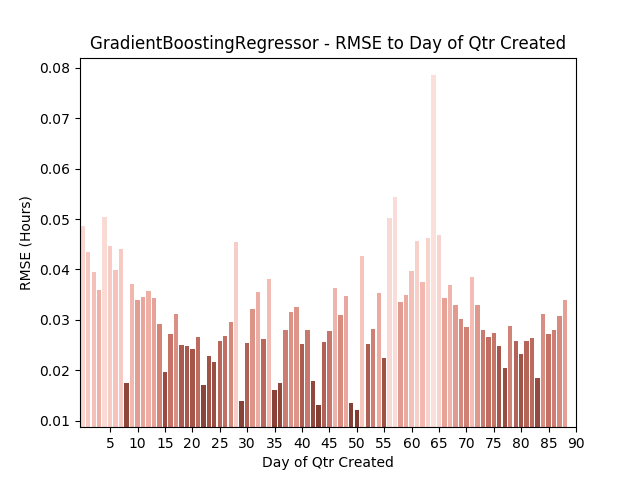 GradientBoostingRegressor - RMSE to Day of Qtr Created
0.08
0.07
0.06
0.05
0.04
0.03
0.02
0.01
RMSE (Hours)
5 10 15 20 25 30 35 40 45 50 55 60 65 70 75 80 85 90
Day of Qtr Created